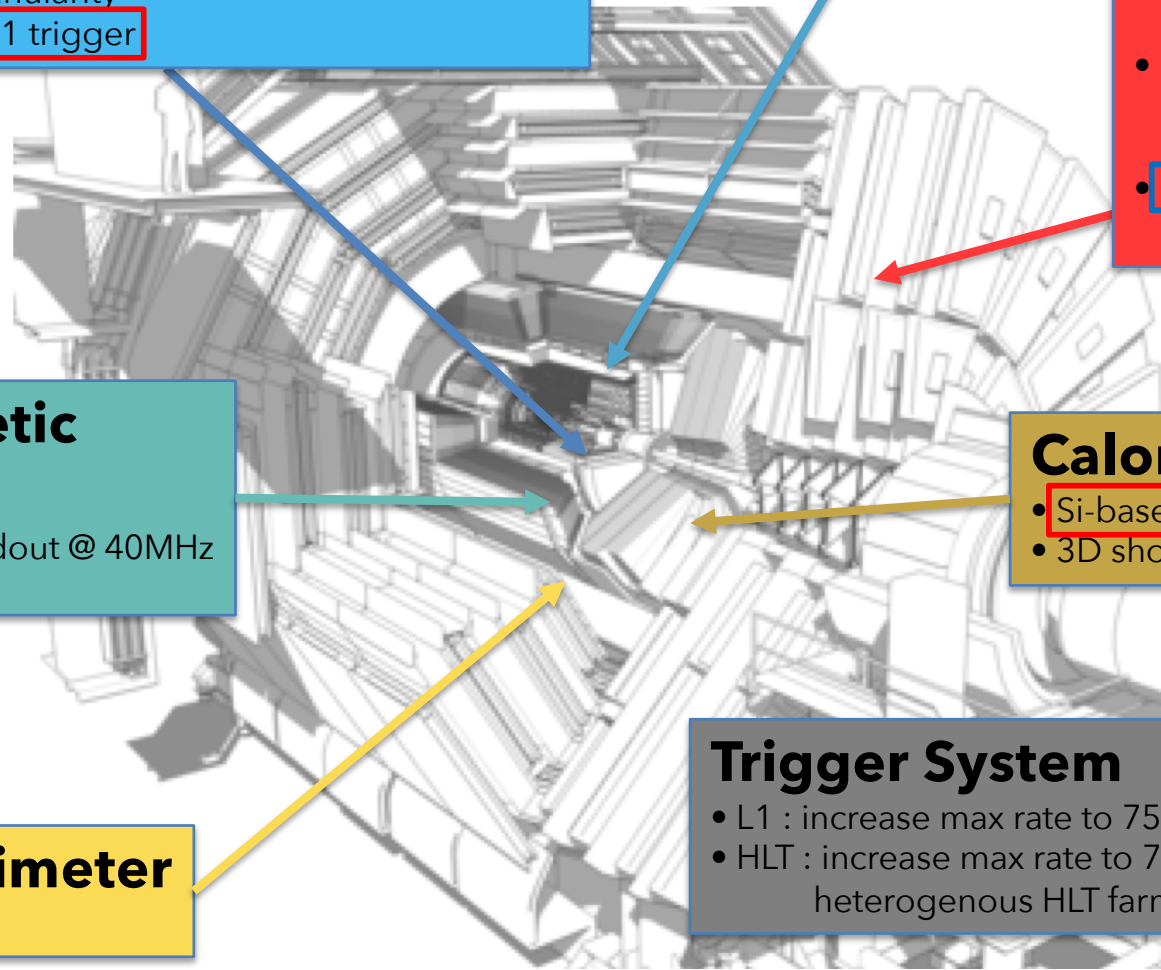 1 trigger
etic
dout @ 40MHz
Calor
• Si-base
• 3D sho
Trigger System
• L1 : increase max rate to 75
• HLT : increase max rate to 7
heterogenous HLT farm
imeter